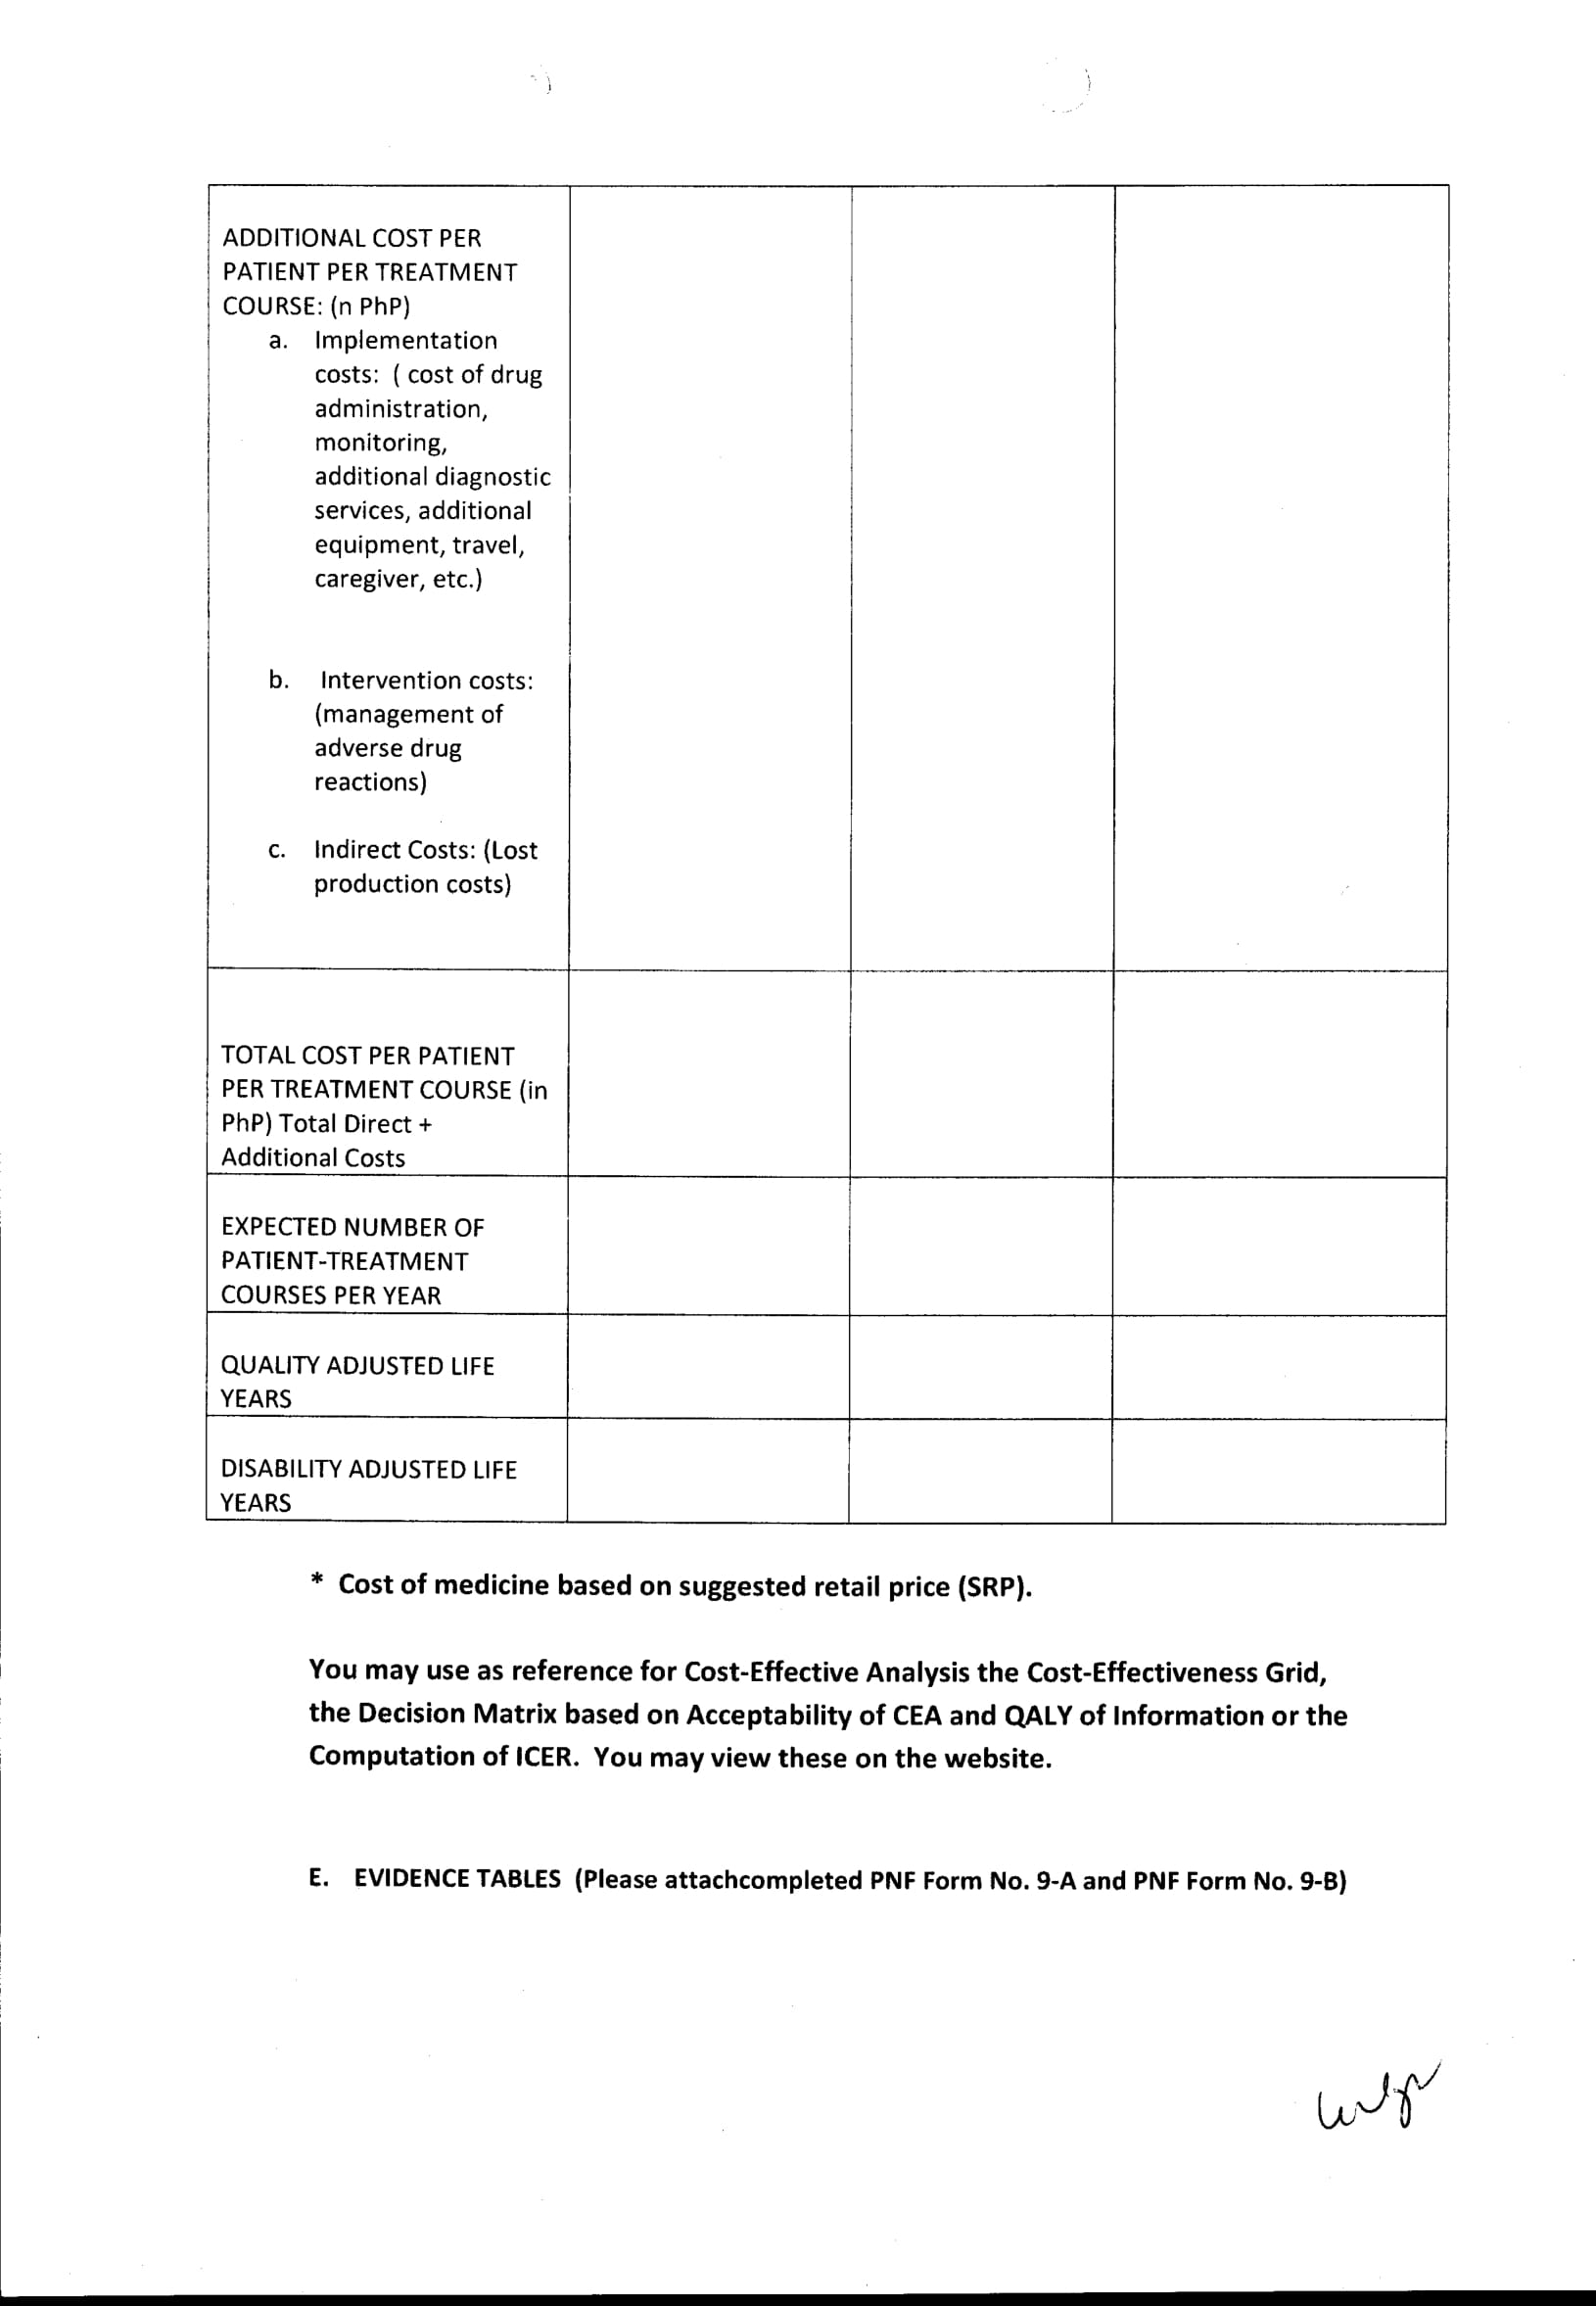 ADDITIONAL COST PER
PATIENT PER TREATMENT
COURSE: (n PhP)
a. Implementation
costs: ( cost of drug
administration,
monitoring,
additional diagnostic
services, additional
equipment, travel,
caregiver, etc.)
b. Intervention costs:
(management of
adverse drug
reactions)
c. Indirect Costs: (Lost
production costs)
TOTAL COST PER PATIENT
PER TREATMENT COURSE (in
PhP) Total Direct +
Additional Costs
EXPECTED NUMBER OF
PATIENT-TREATMENT
COURSES PER YEAR
QUALITY ADJUSTED LIFE
YEARS
DISABILITY ADJUSTED LIFE
YEARS
* Cost of medicine based on suggested retail price (SRP).
You may use as reference for Cost-Effective Analysis the Cost-Effectiveness Grid,
the Decision Matrix based on Acceptability of CEA and QALY of Information or the
Computation of ICER. You may view these on the website.
E. EVIDENCE TABLES (Please attachcompleted PNF Form No. 9-A and PNF Form No. 9-B)